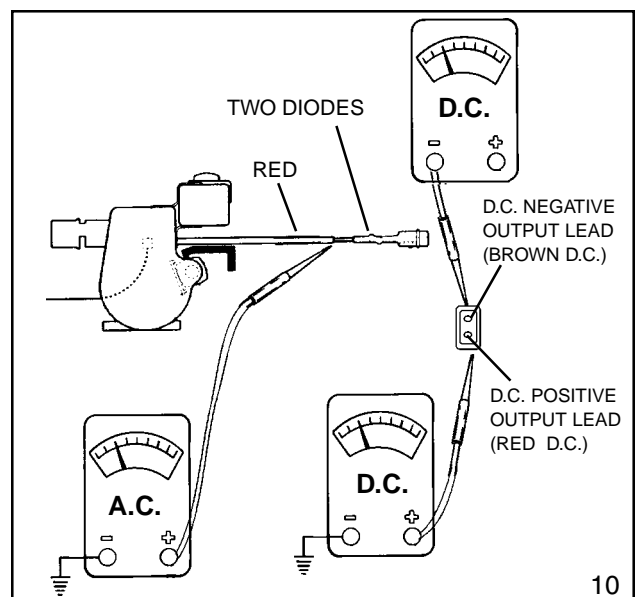 D.C.
- +
TWO DIODES
RED
D.C. NEGATIVE
OUTPUT LEAD
(BROWN D.C.)
D.C. POSITIVE
OUTPUT LEAD
(RED D.C.)
A.C.
- +
D.C.
- +
10